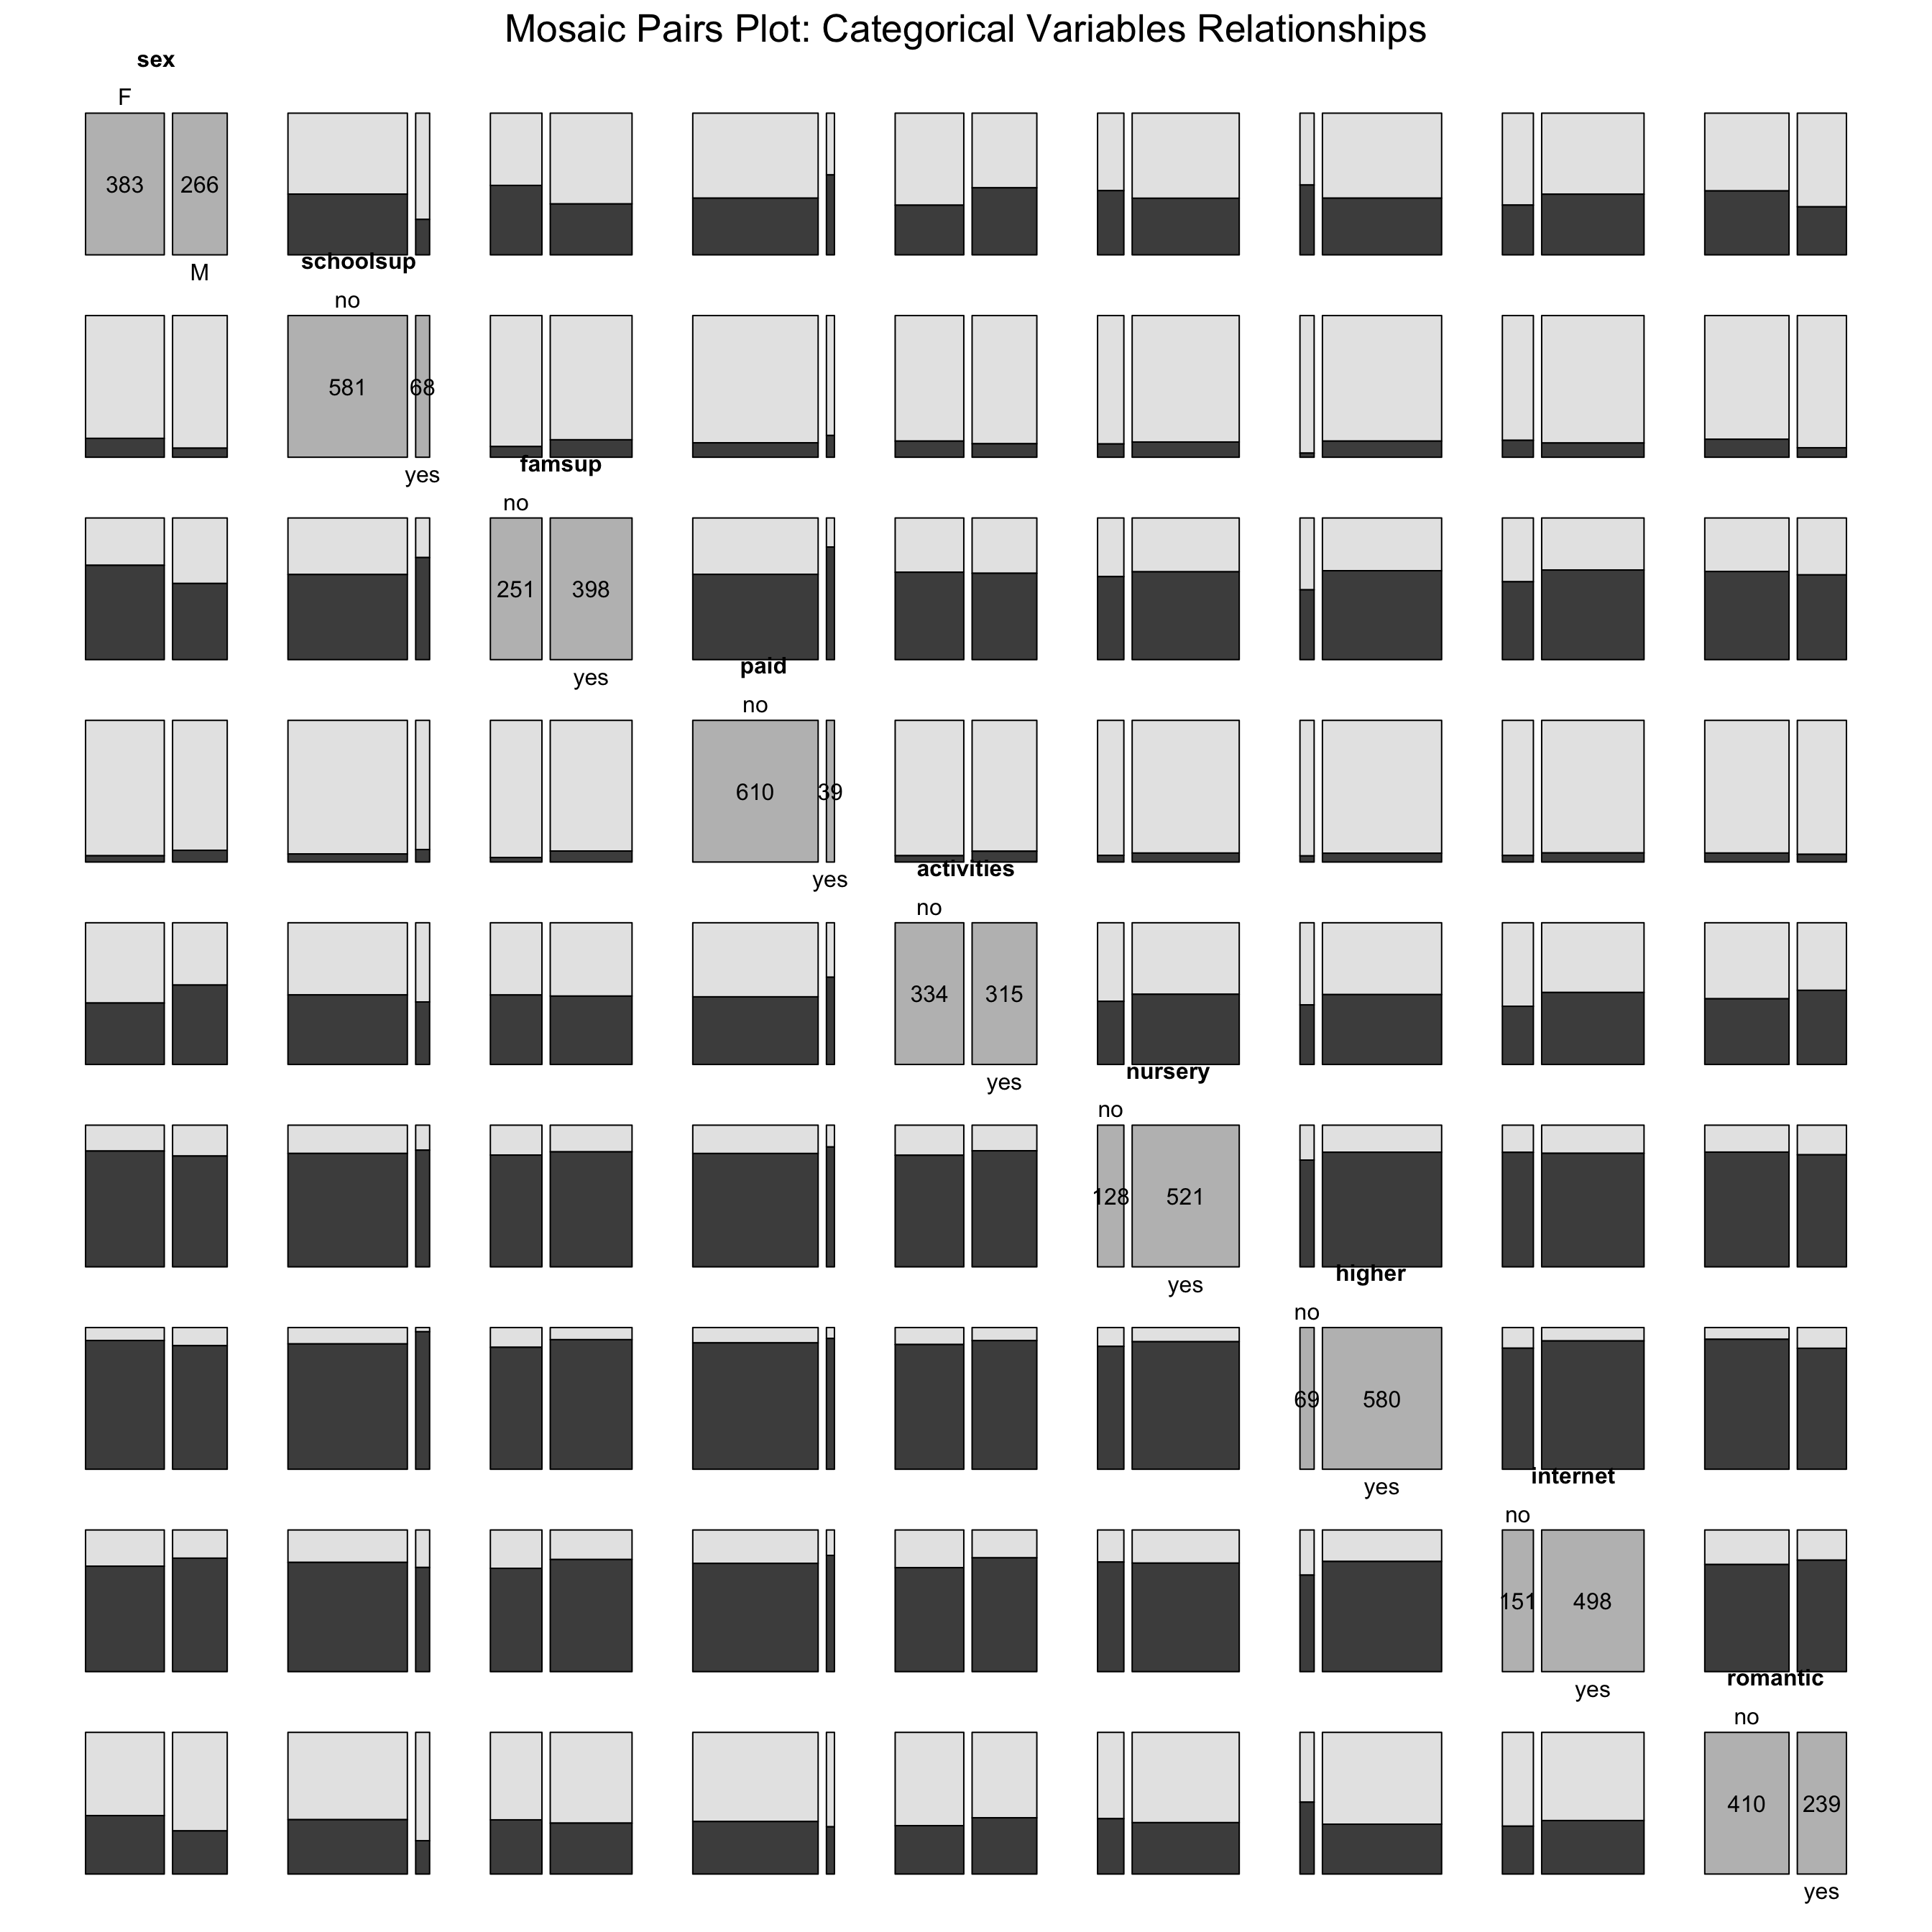 Mosaic Pairs Plot: Categorical Variables Relationships
sex
F
383 266
M
schoolsup
no
581 68
yes
famsup
no
251 398
yes
paid
no
610 39
yes
activities
no
334 315
yes
nursery
no
128 521
yes
higher
no
69 580
yes
internet
no
151 498
yes
romantic
no
410 239
yes